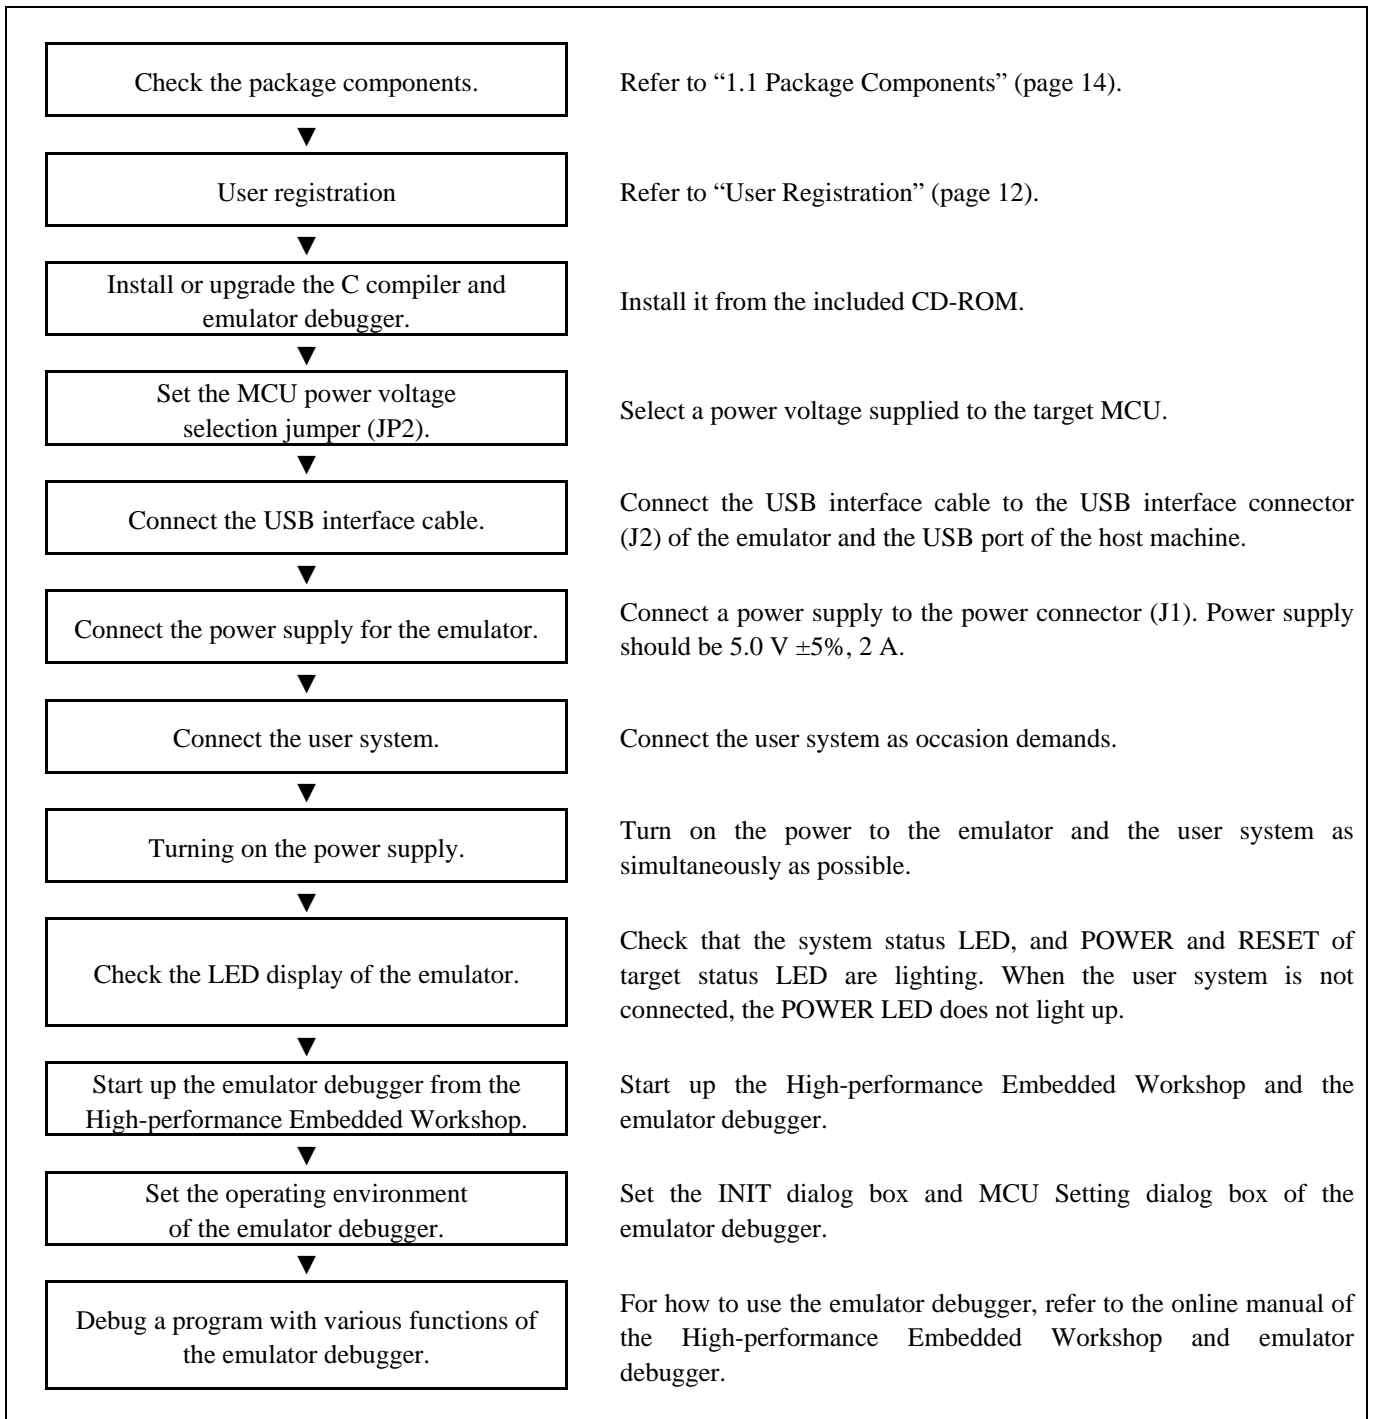 Check the package components.
Refer to “1.1 Package Components” (page 14).
▼
User registration
Refer to “User Registration” (page 12).
▼
Install or upgrade the C compiler and
emulator debugger.
Install it from the included CD-ROM.
▼
Set the MCU power voltage
selection jumper (JP2).
Select a power voltage supplied to the target MCU.
▼
Connect the USB interface cable.
Connect the USB interface cable to the USB interface connector
(J2) of the emulator and the USB port of the host machine.
▼
Connect the power supply for the emulator.
Connect a power supply to the power connector (J1). Power supply
should be 5.0 V ±5%, 2 A.
▼
Connect the user system.
Connect the user system as occasion demands.
▼
Turning on the power supply.
Turn on the power to the emulator and the user system as
simultaneously as possible.
▼
Check the LED display of the emulator.
Check that the system status LED, and POWER and RESET of
target status LED are lighting. When the user system is not
connected, the POWER LED does not light up.
▼
Start up the emulator debugger from the
High-performance Embedded Workshop.
Start up the High-performance Embedded Workshop and the
emulator debugger.
▼
Set the operating environment
of the emulator debugger.
Set the INIT dialog box and MCU Setting dialog box of the
emulator debugger.
▼
Debug a program with various functions of
the emulator debugger.
For how to use the emulator debugger, refer to the online manual of
the High-performance Embedded Workshop and emulator
debugger.